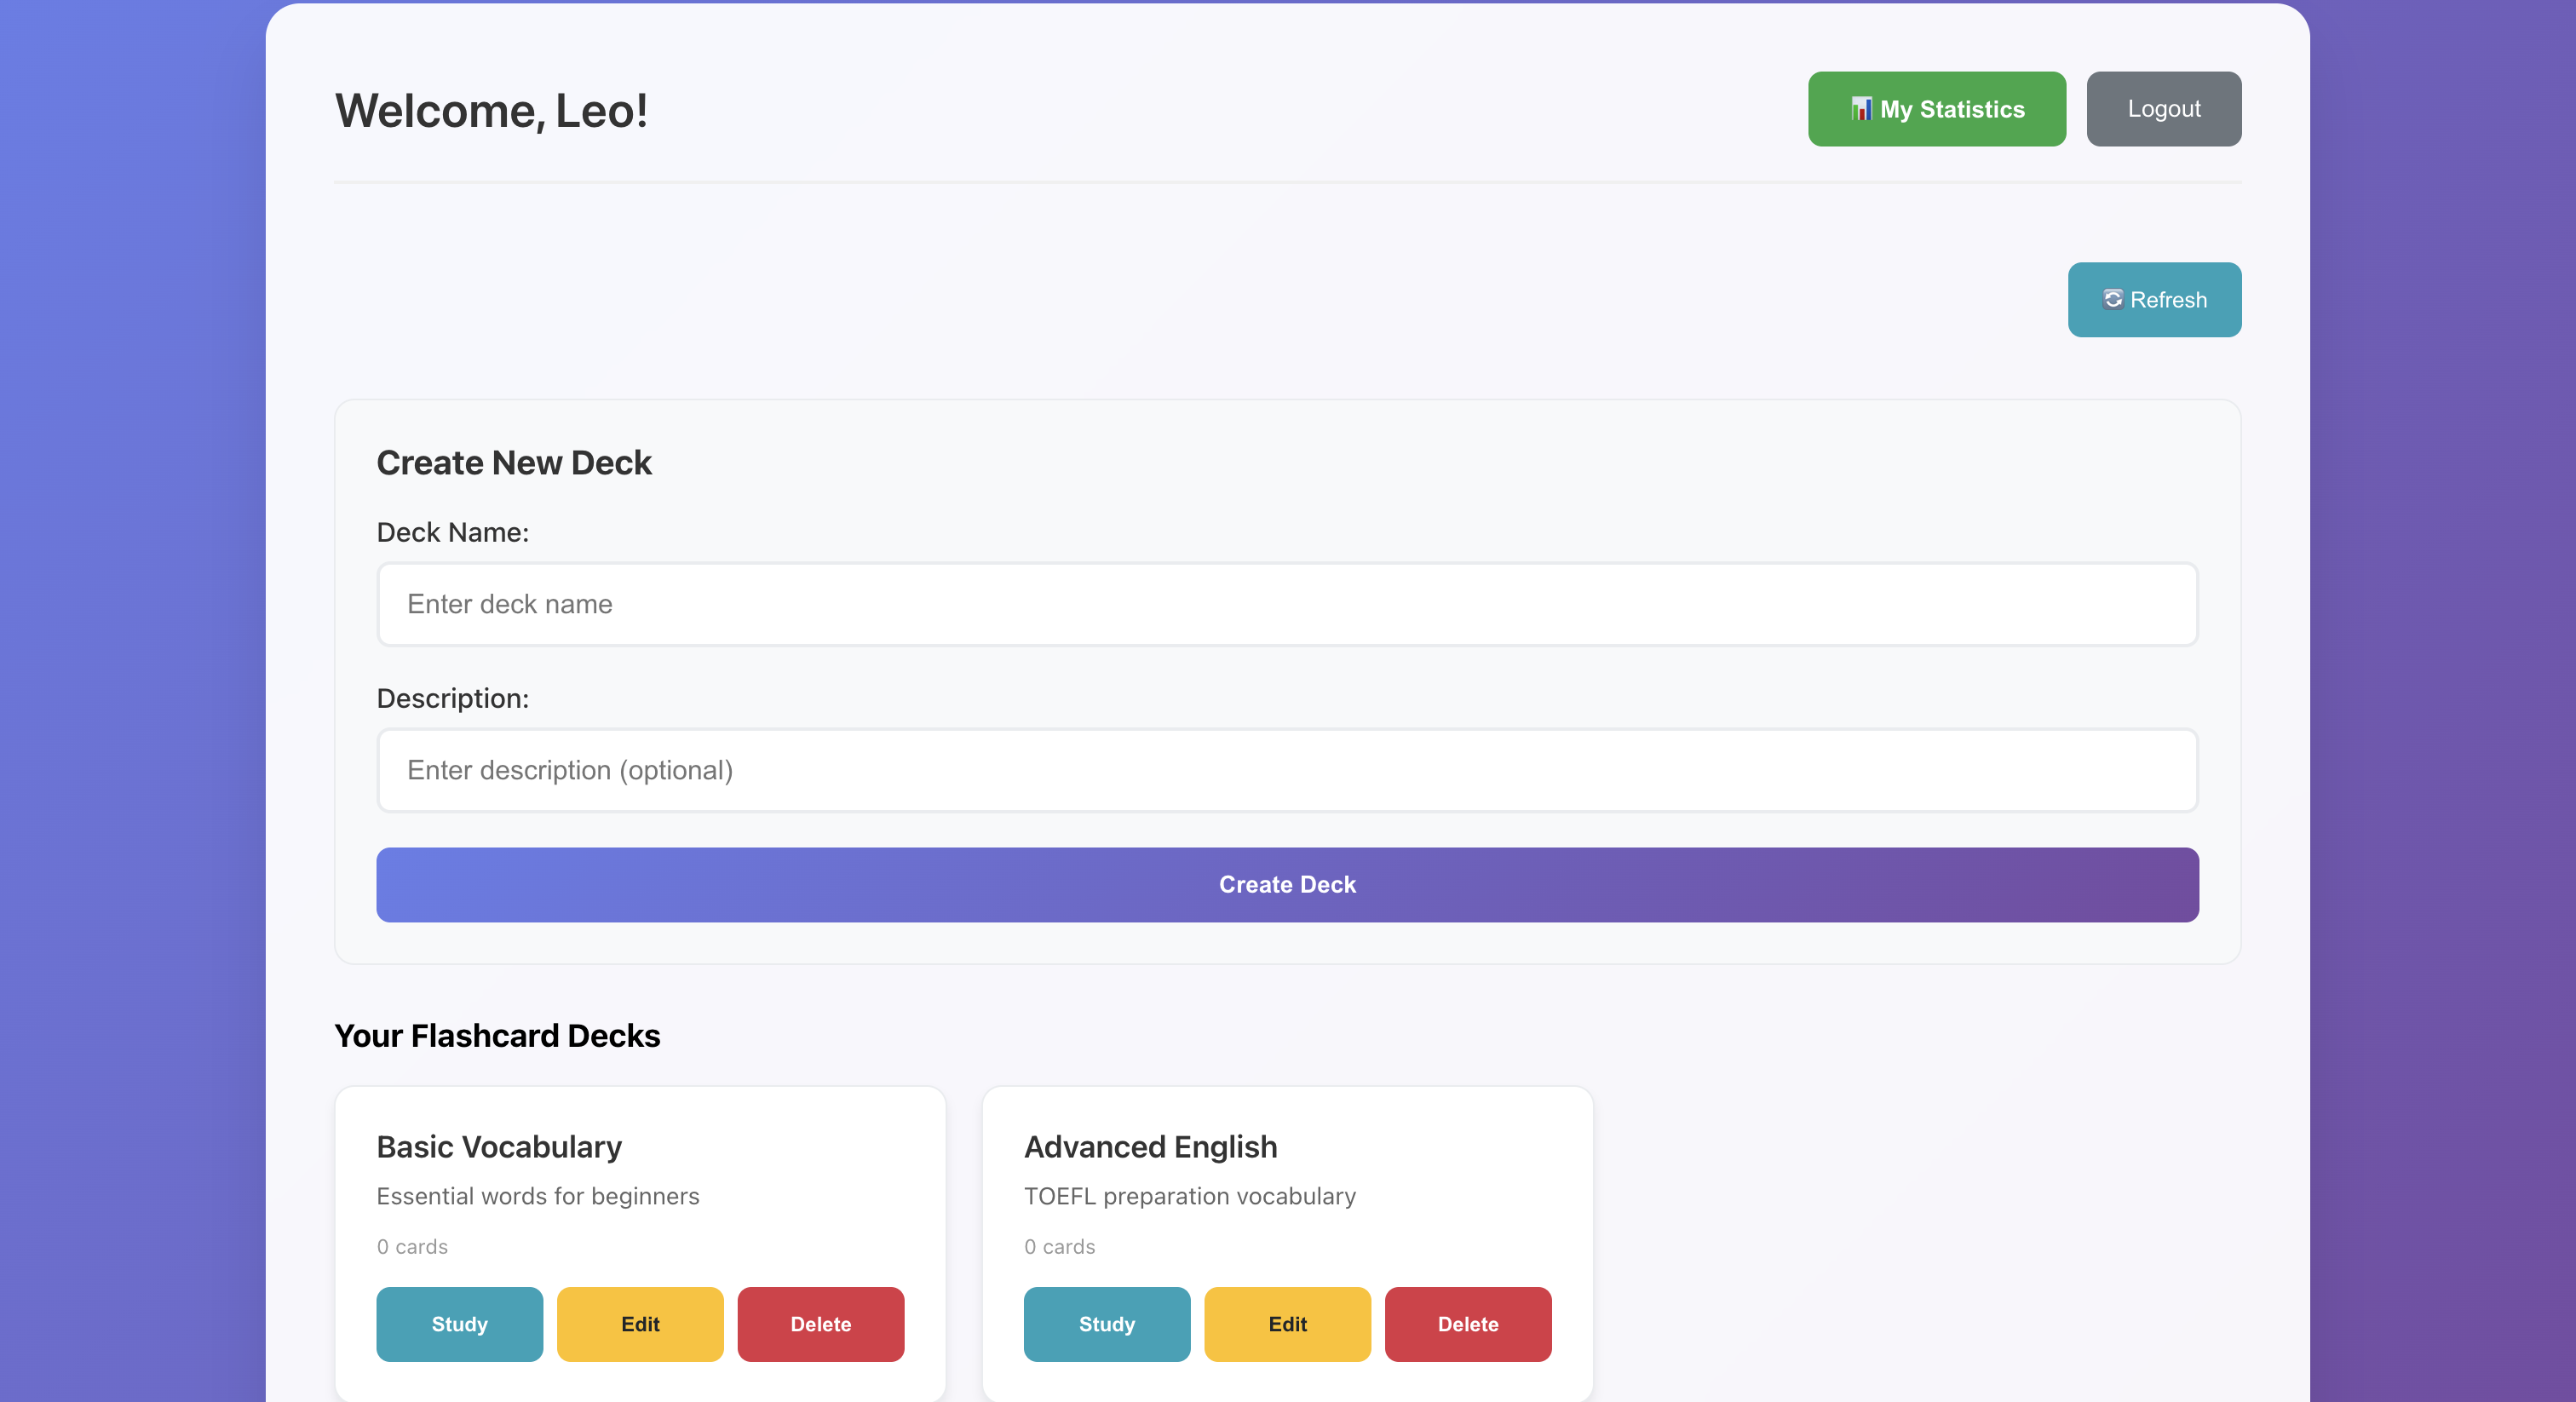 Welcome, Leo!
📊 My Statistics
Logout
🔄 Refresh
Create New Deck
Deck Name:
Enter deck name
Description:
Enter description (optional)
Create Deck
Your Flashcard Decks
Basic Vocabulary
Essential words for beginners
0 cards
Study Edit Delete
Advanced English
TOEFL preparation vocabulary
0 cards
Study Edit Delete